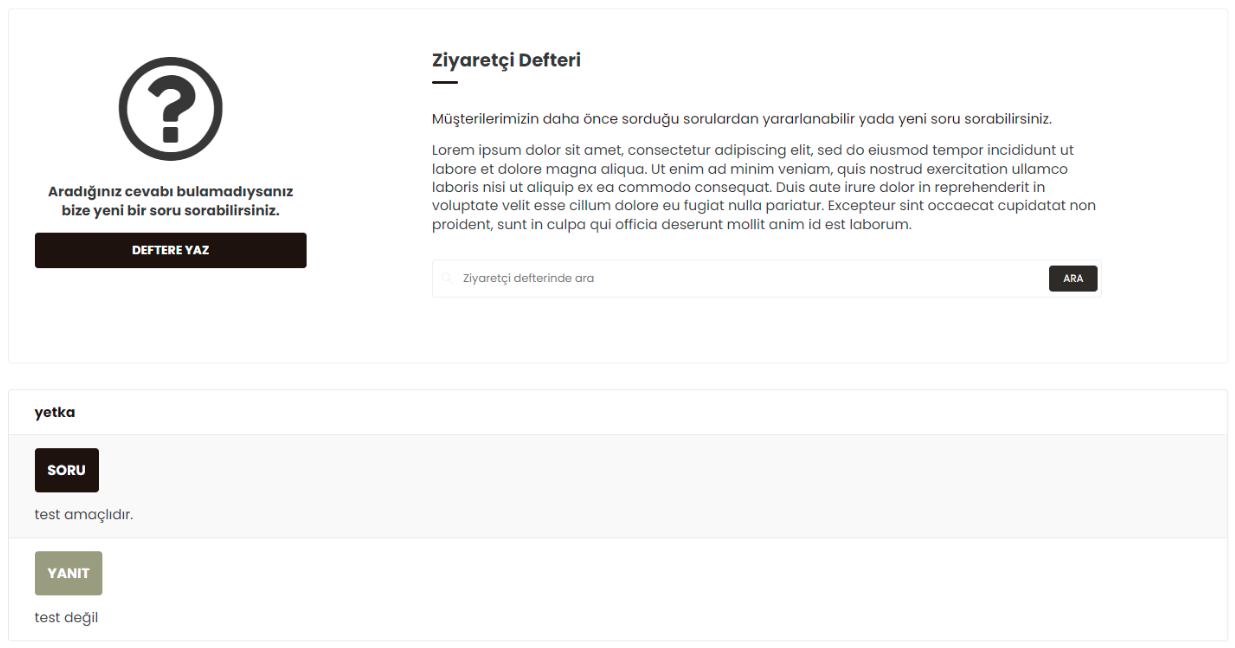 ?
Aradığınız cevabı bulamadıysanız
bize yeni bir soru sorabilirsiniz.
DEFTERE YAZ
Ziyaretçi Defteri
Müşterilerimizin daha önce sorduğu sorulardan yararlanabilir yada yeni soru sorabilirsiniz.
Lorem ipsum dolor sit amet, consectetur adipiscing elit, sed do eiusmod tempor incididunt ut
labore et dolore magna aliqua. Ut enim ad minim veniam, quis nostrud exercitation ullamco
laboris nisi ut aliquip ex ea commodo consequat. Duis aute irure dolor in reprehenderit in
voluptate velit esse cillum dolore eu fugiat nulla pariatur. Excepteur sint occaecat cupidatat non
proident, sunt in culpa qui officia deserunt mollit anim id est laborum.
Ziyaretçi defterinde ara
ARA
yetka
SORU
test amaçlıdır.
YANIT
test değil